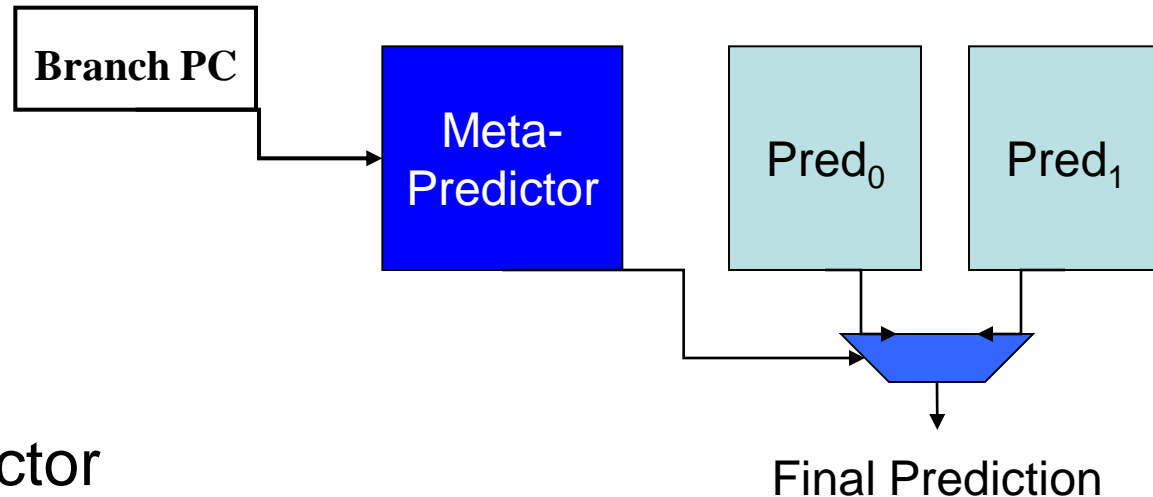 Branch PC
Meta-
Predictor
Pred₀
Pred₁
ctor
Final Prediction